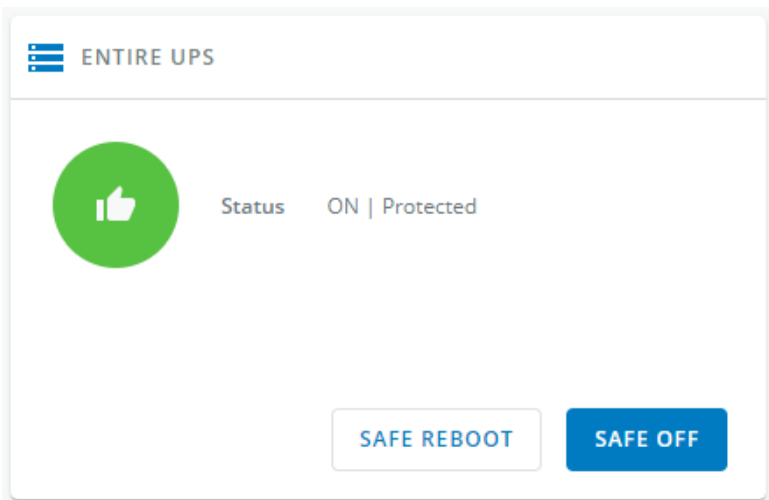 ENTIRE UPS
Status ON | Protected
SAFE REBOOT SAFE OFF